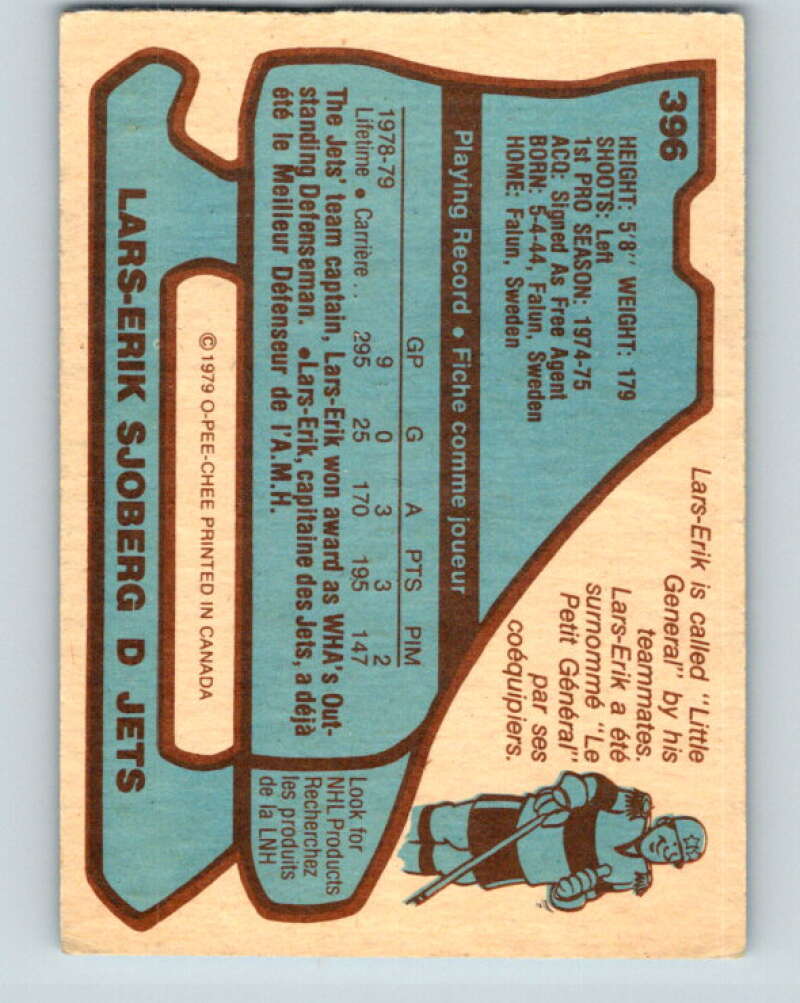 396
HEIGHT: 5'8" WEIGHT: 179
SHOOTS: Left
1st PRO SEASON: 1974-75
ACQ: Signed As Free Agent
BORN: 5-4-44, Falun, Sweden
HOME: Falun, Sweden
Lars-Erik is called "Little
General" by his
teammates.
Lars-Erik a été
surnommé "Le
Petit Général"
par ses
coéquipiers.
Playing Record • Fiche comme joueur
GP G A PTS PIM
1978-79 9 0 3 3 2
Lifetime • Carrière .. 295 25 170 195 147
The Jets' team captain, Lars-Erik won award as WHA's Out-
standing Defenseman. •Lars-Erik, capitaine des Jets, a déjà
été le Meilleur Défenseur de l'A.M.H.
Look for
NHL Products
Recherchez
les produits
de la LNH
©1979 O-PEE-CHEE PRINTED IN CANADA
LARS-ERIK SJOBERG D JETS